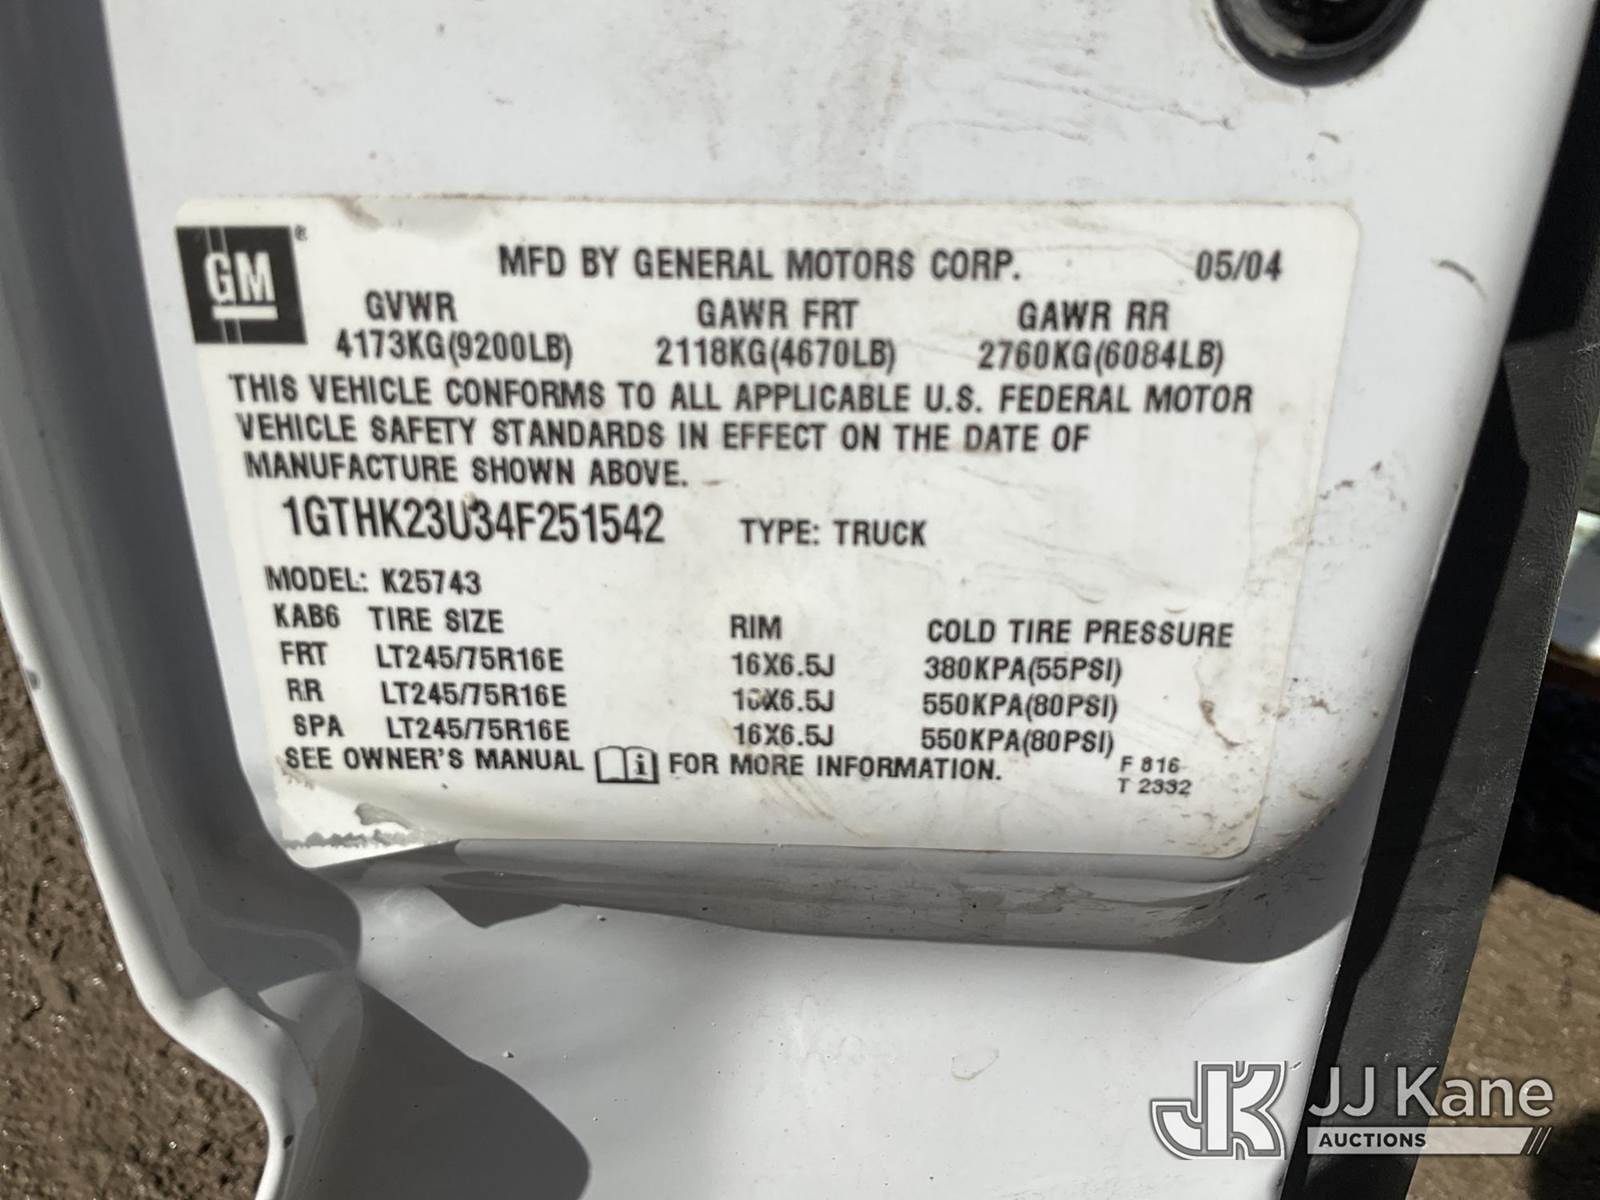 GM®
MFD BY GENERAL MOTORS CORP. 05/04
GVWR GAWR FRT GAWR RR
4173KG(9200LB) 2118KG(4670LB) 2760KG(6084LB)
THIS VEHICLE CONFORMS TO ALL APPLICABLE U.S. FEDERAL MOTOR
VEHICLE SAFETY STANDARDS IN EFFECT ON THE DATE OF
MANUFACTURE SHOWN ABOVE.
1GTHK23U34F251542 TYPE: TRUCK
MODEL: K25743
KAB6 TIRE SIZE RIM COLD TIRE PRESSURE
FRT LT245/75R16E 16X6.5J 380KPA(55PSI)
RR LT245/75R16E 16X6.5J 550KPA(80PSI)
SPA LT245/75R16E 16X6.5J 550KPA(80PSI)
SEE OWNER'S MANUAL i FOR MORE INFORMATION.
F 816
T 2332
JK JJ Kane
AUCTIONS